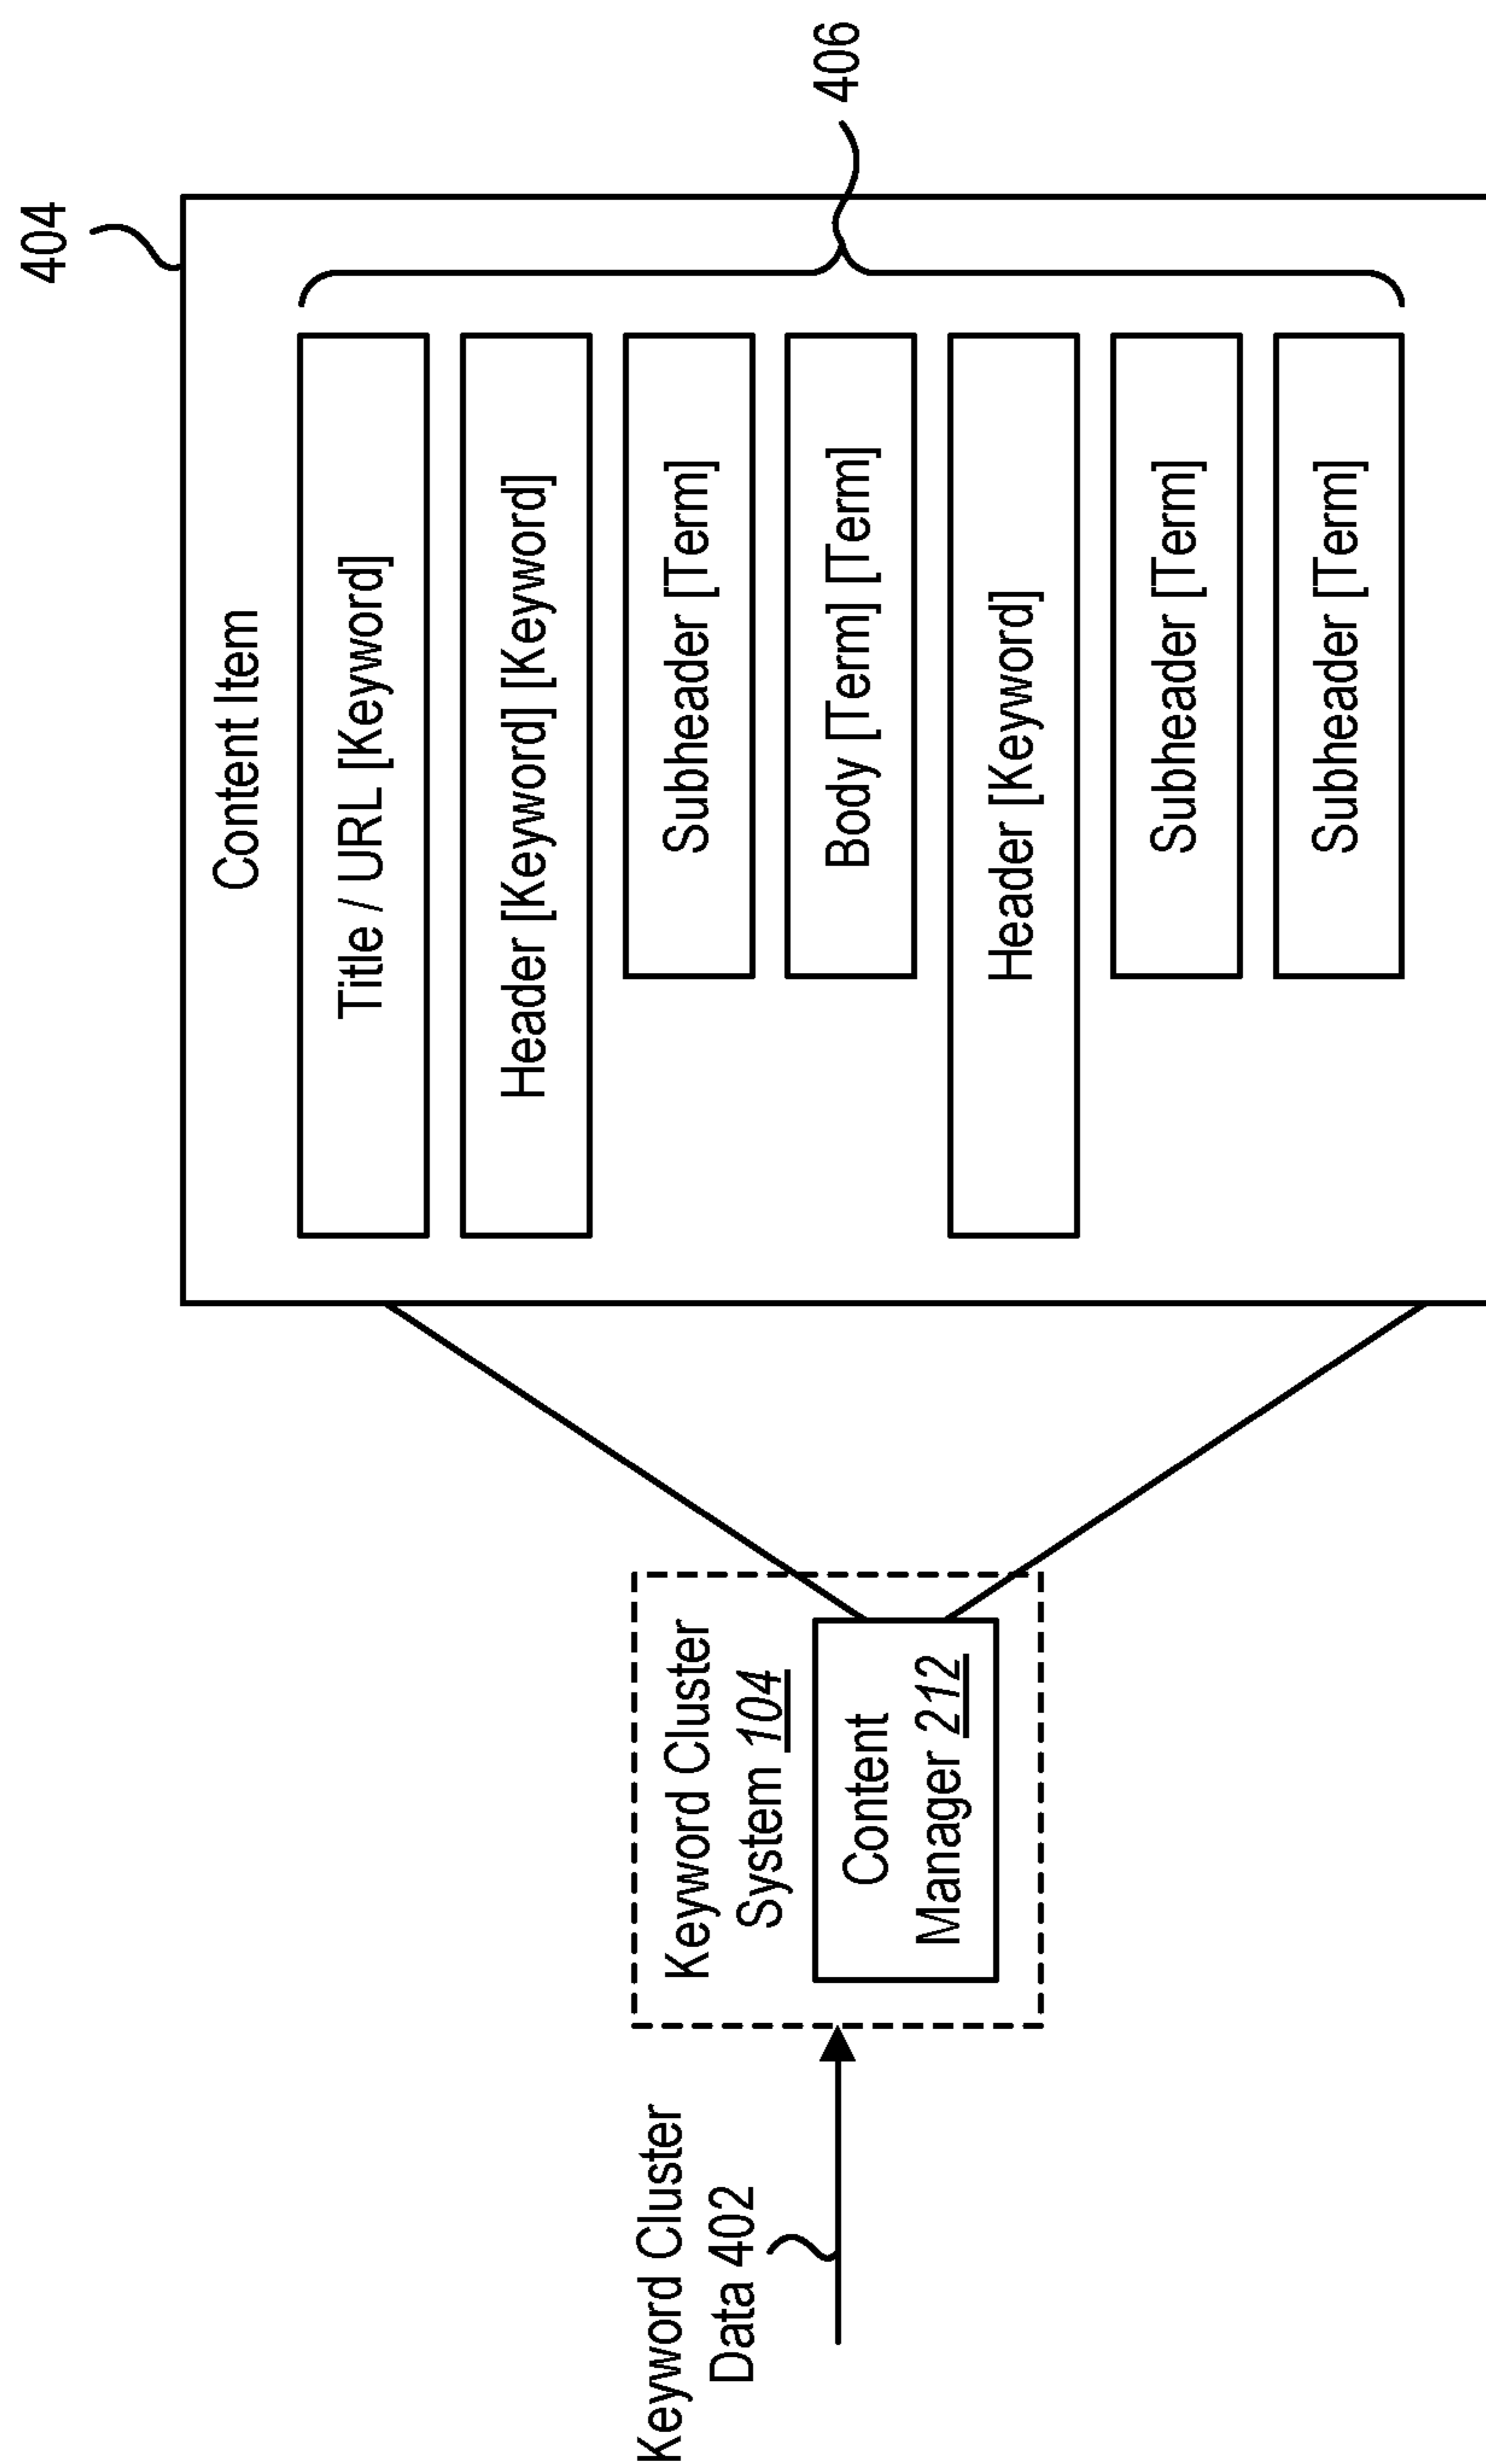 Keyword Cluster
Data 402
Keyword Cluster
System 104
Content
Manager 212
404
Content Item
Title / URL [Keyword]
Header [Keyword] [Keyword]
Subheader [Term]
Body [Term] [Term]
Header [Keyword]
Subheader [Term]
Subheader [Term]
406